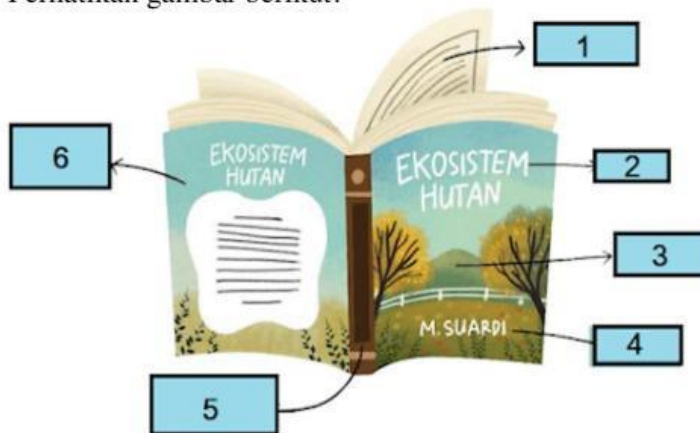 Perhatikan gambar berikut!
1
6
EKOSISTEM
HUTAN
EKOSISTEM
HUTAN
2
3
M. SUARDI
4
5